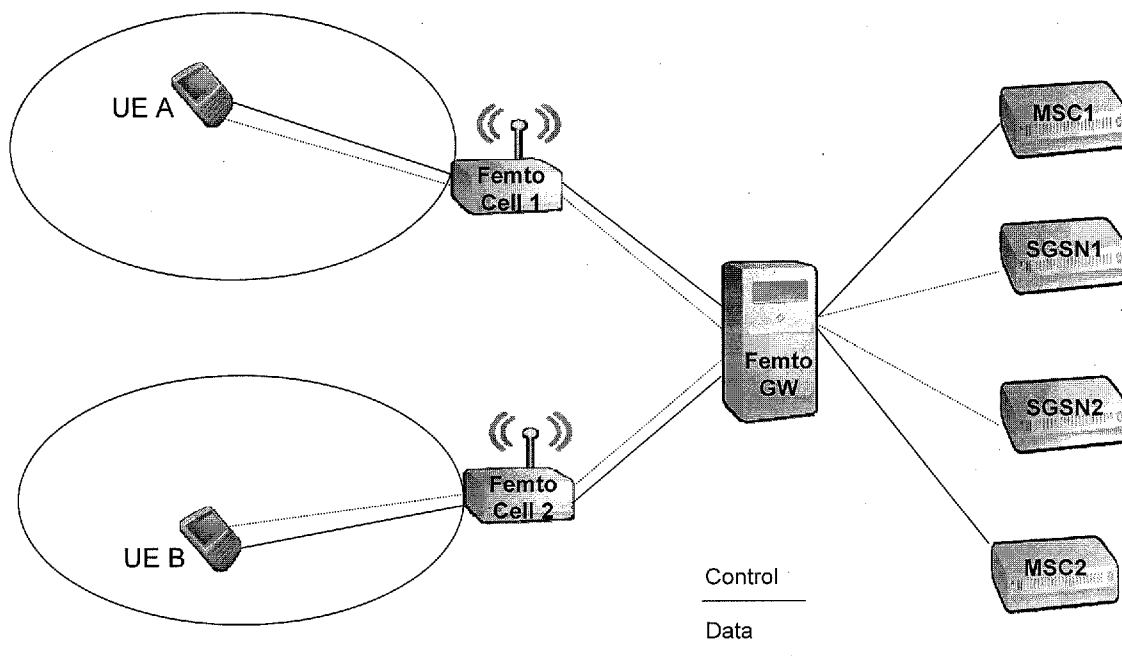 UE A
Femto
Cell 1
MSC1
SGSN1
Femto
GW
SGSN2
Femto
Cell 2
UE B
MSC2
Control
Data